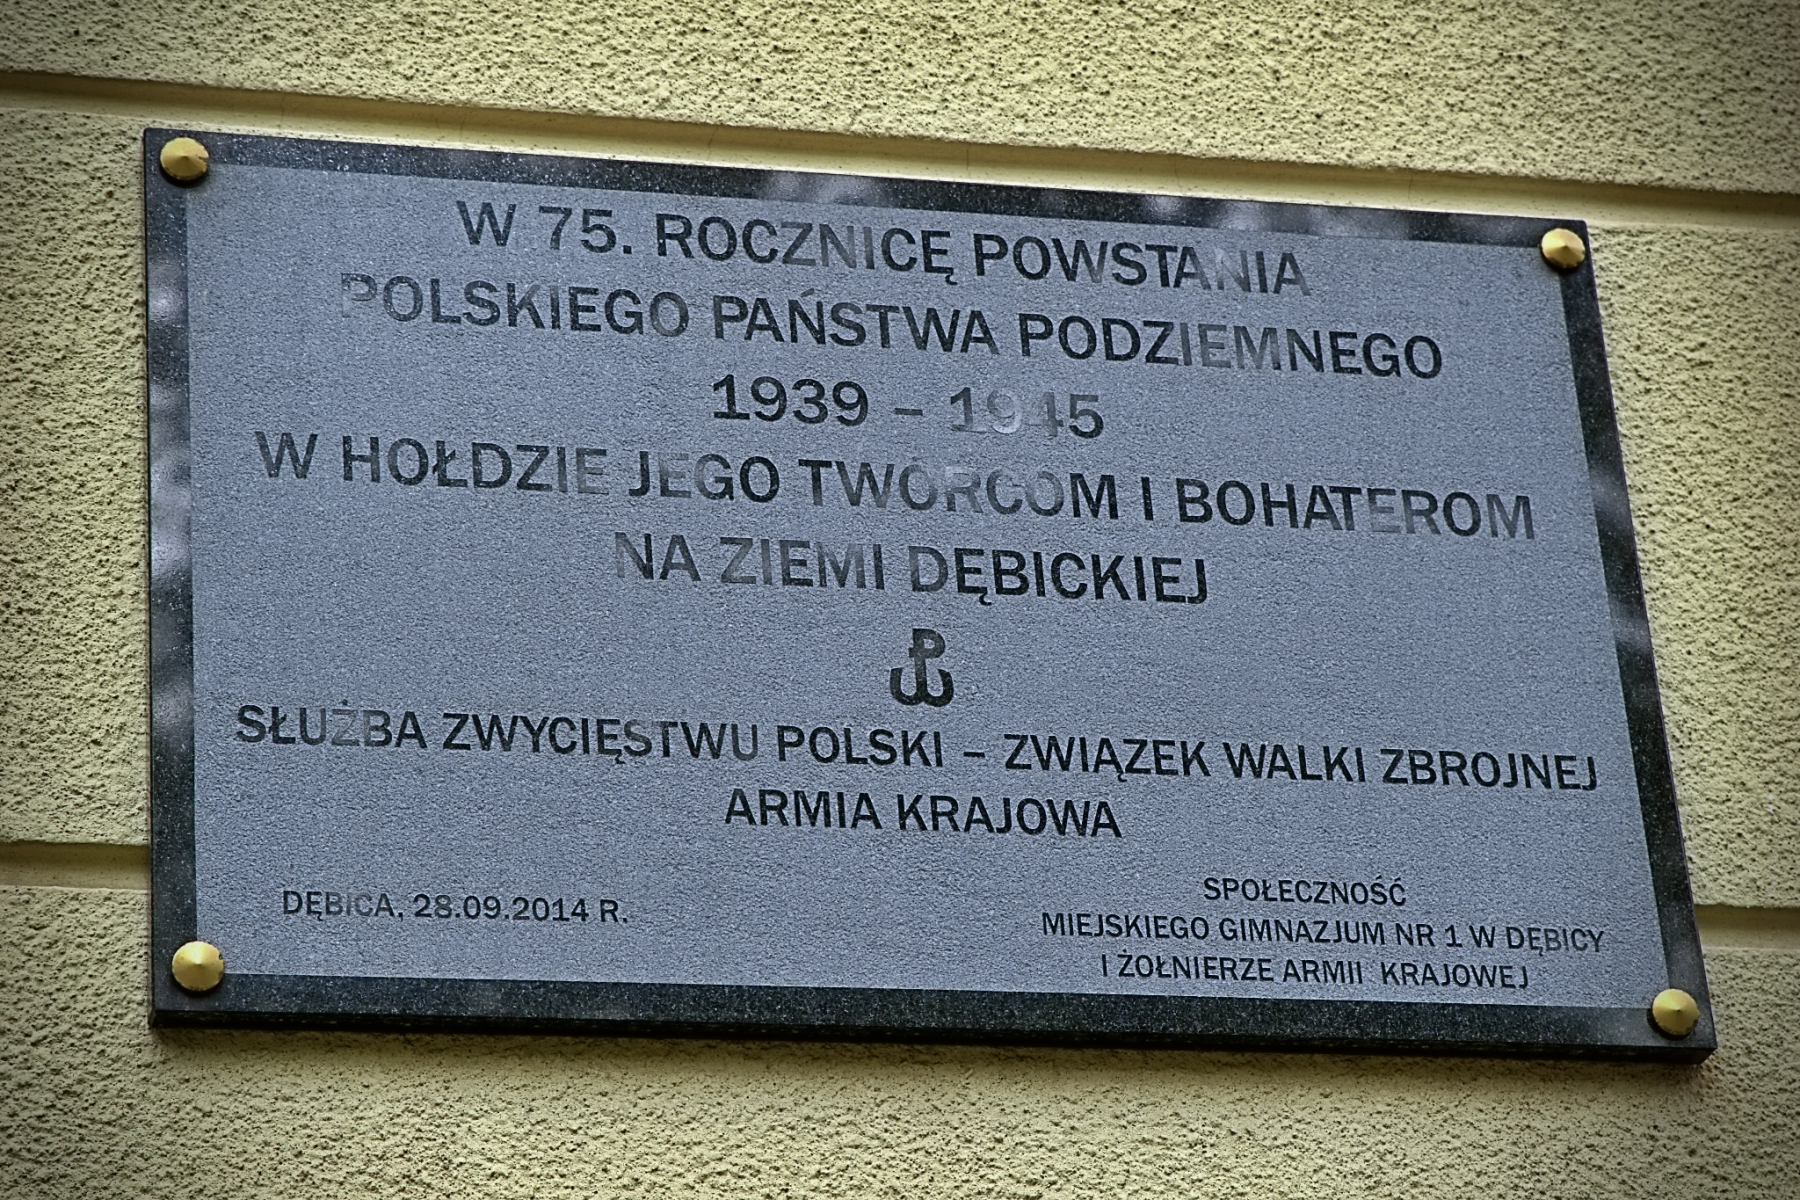 W 75. ROCZNICĘ POWSTANIA
POLSKIEGO PAŃSTWA PODZIEMNEGO
1939 – 1945
W HOŁDZIE JEGO TWÓRCOM I BOHATEROM
NA ZIEMI DĘBICKIEJ
SŁUŻBA ZWYCIĘSTWU POLSKI – ZWIĄZEK WALKI ZBROJNEJ
ARMIA KRAJOWA
DĘBICA, 28.09.2014 R.
SPOŁECZNOŚĆ
MIEJSKIEGO GIMNAZJUM NR 1 W DĘBICY
I ŻOŁNIERZE ARMII KRAJOWEJ